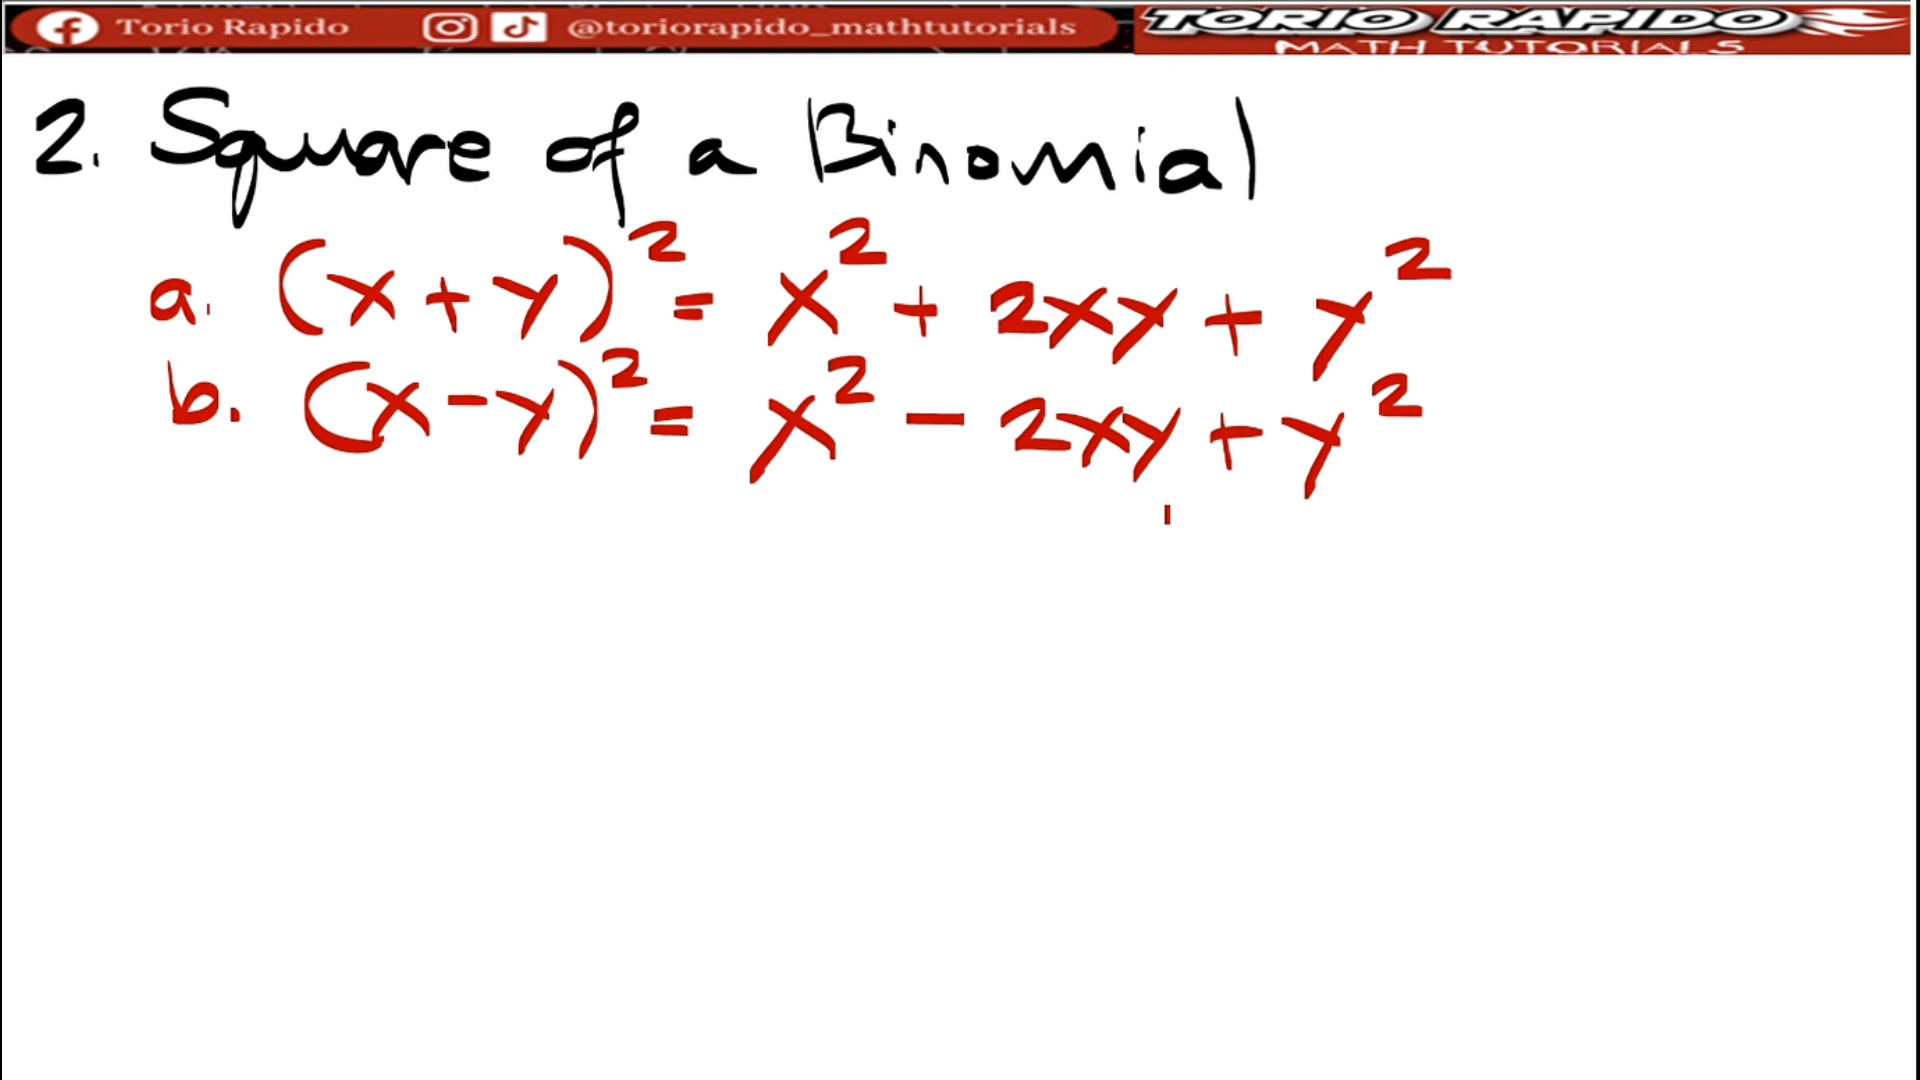 Torio Rapido @toriorapido_mathtutorials TORIO RAPIDO
MATH TUTORIALS
2. Square of a Binomial
a. (x+y)² = x² + 2xy + y²
b. (x-y)² = x² - 2xy + y²